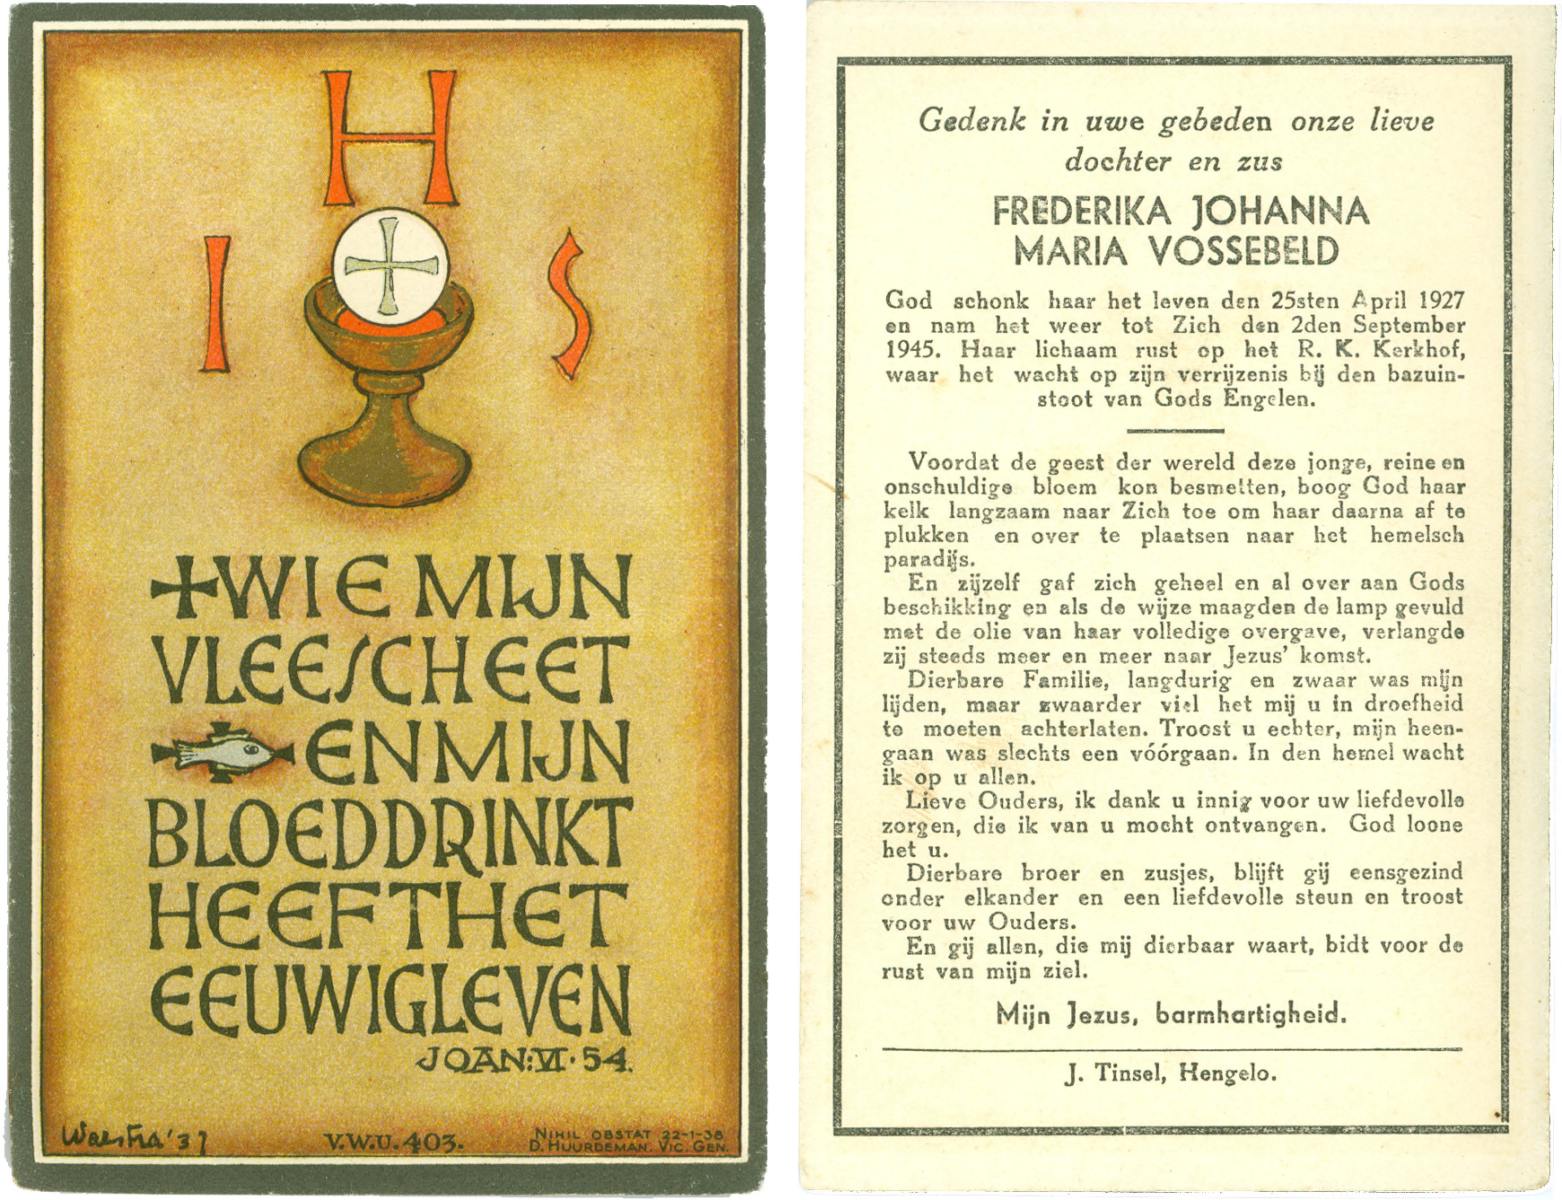 H
I S
+WIE MIJN
VLEESCH EET
EN MIJN
BLOED DRINKT
HEEFT HET
EEUWIG LEVEN
JOAN: VI · 54.
Waesfra '37
V.W.U. 403.
NIHIL OBSTAT 22-1-38
D. HUURDEMAN. VIC. GEN.
Gedenk in uwe gebeden onze lieve
dochter en zus
FREDERIKA JOHANNA
MARIA VOSSEBELD
God schonk haar het leven den 25sten April 1927
en nam het weer tot Zich den 2den September
1945. Haar lichaam rust op het R. K. Kerkhof,
waar het wacht op zijn verrijzenis bij den bazuin-
stoot van Gods Engelen.
Voordat de geest der wereld deze jonge, reine en
onschuldige bloem kon besmetten, boog God haar
kelk langzaam naar Zich toe om haar daarna af te
plukken en over te plaatsen naar het hemelsch
paradijs.
En zijzelf gaf zich geheel en al over aan Gods
beschikking en als de wijze maagden de lamp gevuld
met de olie van haar volledige overgave, verlangde
zij steeds meer en meer naar Jezus' komst.
Dierbare Familie, langdurig en zwaar was mijn
lijden, maar zwaarder viel het mij u in droefheid
te moeten achterlaten. Troost u echter, mijn heen-
gaan was slechts een vóórgaan. In den hemel wacht
ik op u allen.
Lieve Ouders, ik dank u innig voor uw liefdevolle
zorgen, die ik van u mocht ontvangen. God loone
het u.
Dierbare broer en zusjes, blijft gij eensgezind
onder elkander en een liefdevolle steun en troost
voor uw Ouders.
En gij allen, die mij dierbaar waart, bidt voor de
rust van mijn ziel.
Mijn Jezus, barmhartigheid.
J. Tinsel, Hengelo.